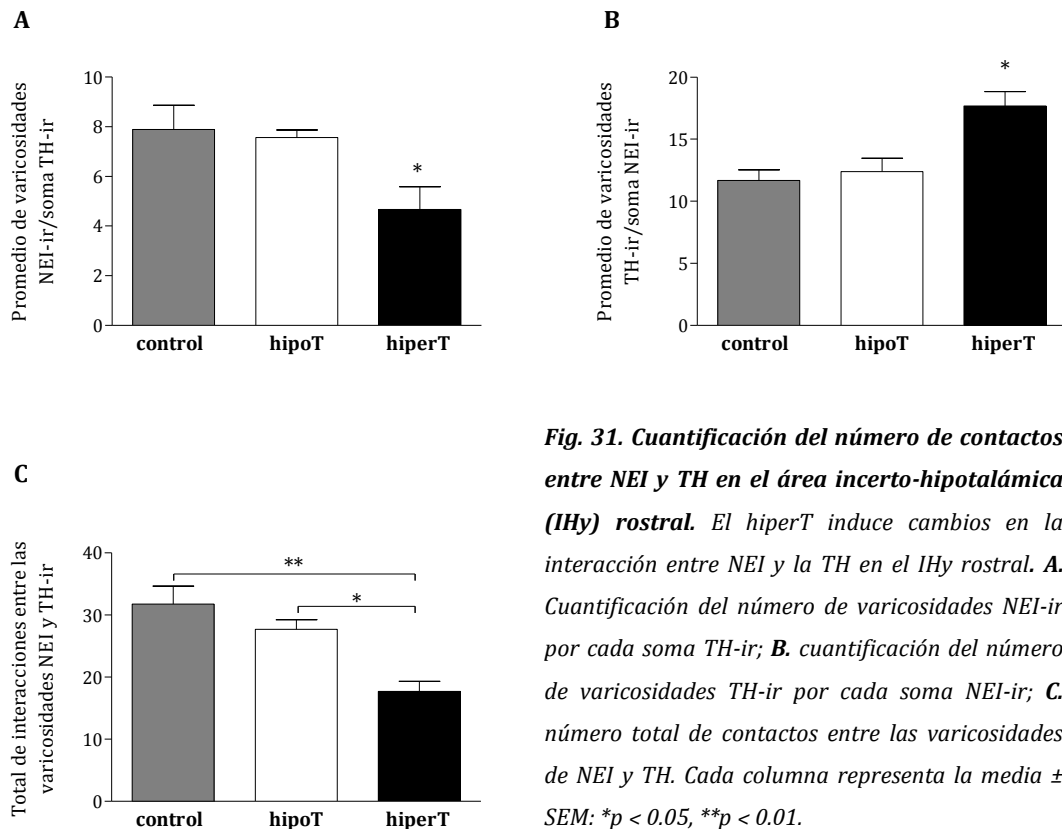 A
Promedio de varicosidades
NEI-ir/soma TH-ir
10
8
6
4
2
0
*
control hipoT hiperT
B
Promedio de varicosidades
TH-ir/soma NEI-ir
20
15
10
5
0
*
control hipoT hiperT
C
Total de interacciones entre las
varicosidades NEI y TH-ir
40
30
20
10
0
**
*
control hipoT hiperT
Fig. 31. Cuantificación del número de contactos
entre NEI y TH en el área incerto-hipotalámica
(IHy) rostral. El hiperT induce cambios en la
interacción entre NEI y la TH en el IHy rostral. A.
Cuantificación del número de varicosidades NEI-ir
por cada soma TH-ir; B. cuantificación del número
de varicosidades TH-ir por cada soma NEI-ir; C.
número total de contactos entre las varicosidades
de NEI y TH. Cada columna representa la media ±
SEM: *p < 0.05, **p < 0.01.